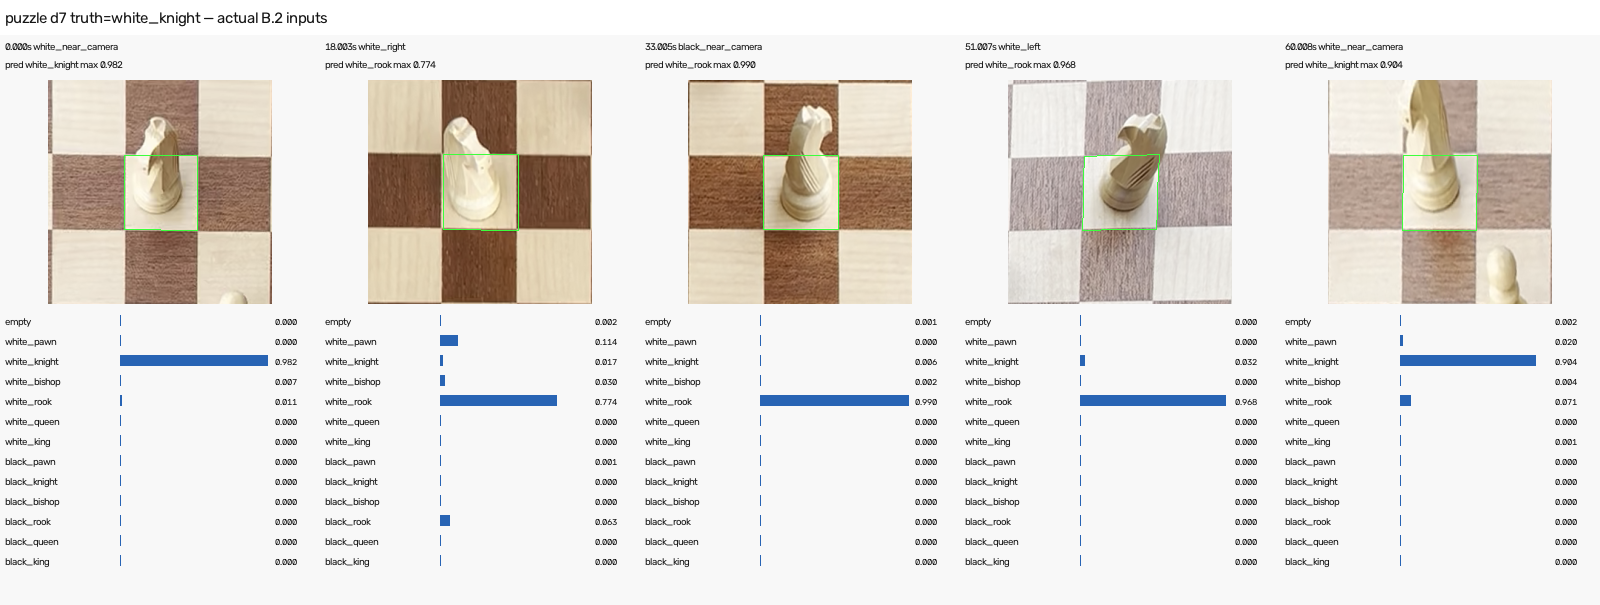 puzzle d7 truth=white_knight — actual B.2 inputs
0.000s white_near_camera
pred white_knight max 0.982
empty 0.000
white_pawn 0.000
white_knight 0.982
white_bishop 0.007
white_rook 0.011
white_queen 0.000
white_king 0.000
black_pawn 0.000
black_knight 0.000
black_bishop 0.000
black_rook 0.000
black_queen 0.000
black_king 0.000
18.003s white_right
pred white_rook max 0.774
empty 0.002
white_pawn 0.114
white_knight 0.017
white_bishop 0.030
white_rook 0.774
white_queen 0.000
white_king 0.000
black_pawn 0.001
black_knight 0.000
black_bishop 0.000
black_rook 0.063
black_queen 0.000
black_king 0.000
33.005s black_near_camera
pred white_rook max 0.990
empty 0.001
white_pawn 0.000
white_knight 0.006
white_bishop 0.002
white_rook 0.990
white_queen 0.000
white_king 0.000
black_pawn 0.000
black_knight 0.000
black_bishop 0.000
black_rook 0.000
black_queen 0.000
black_king 0.000
51.007s white_left
pred white_rook max 0.968
empty 0.000
white_pawn 0.000
white_knight 0.032
white_bishop 0.000
white_rook 0.968
white_queen 0.000
white_king 0.000
black_pawn 0.000
black_knight 0.000
black_bishop 0.000
black_rook 0.000
black_queen 0.000
black_king 0.000
60.008s white_near_camera
pred white_knight max 0.904
empty 0.002
white_pawn 0.020
white_knight 0.904
white_bishop 0.004
white_rook 0.071
white_queen 0.000
white_king 0.001
black_pawn 0.000
black_knight 0.000
black_bishop 0.000
black_rook 0.000
black_queen 0.000
black_king 0.000